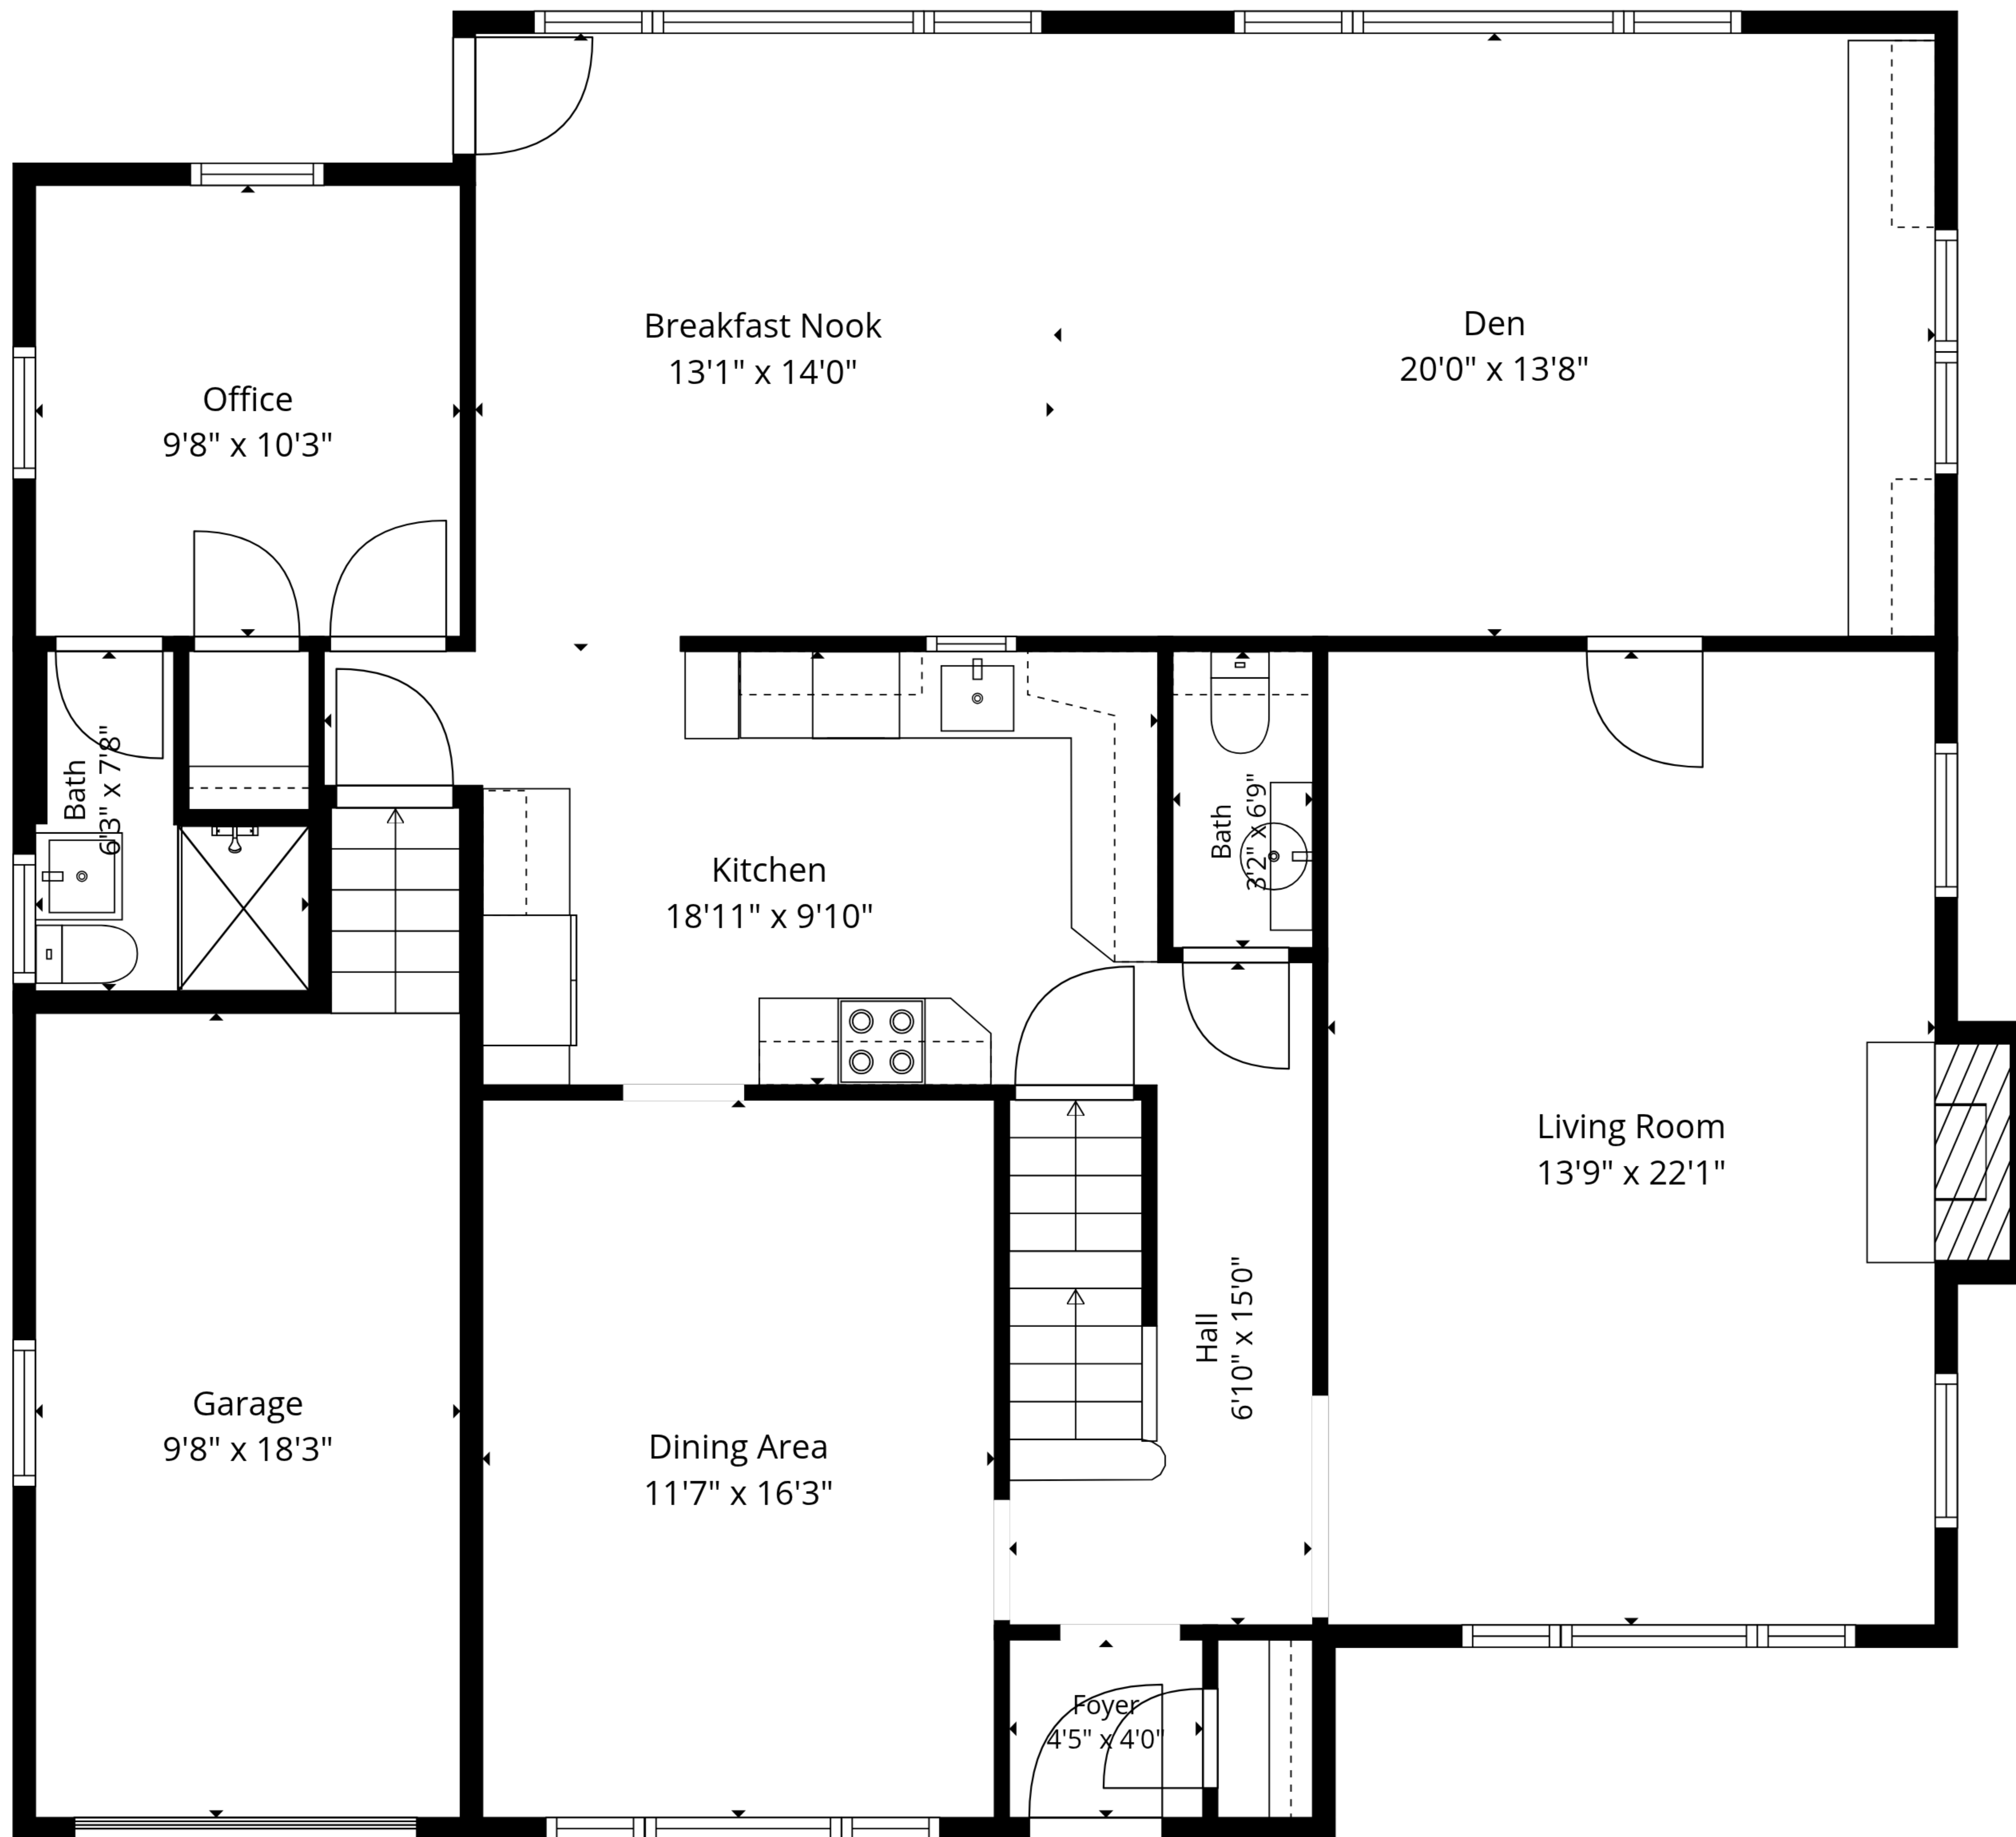 Breakfast Nook
13'1" x 14'0"
Den
20'0" x 13'8"
Office
9'8" x 10'3"
Bath
6'3" x 7'8"
Kitchen
18'11" x 9'10"
Bath
3'2" x 6'9"
Living Room
13'9" x 22'1"
Hall
6'10" x 15'0"
Garage
9'8" x 18'3"
Dining Area
11'7" x 16'3"
Foyer
4'5" x 4'0"